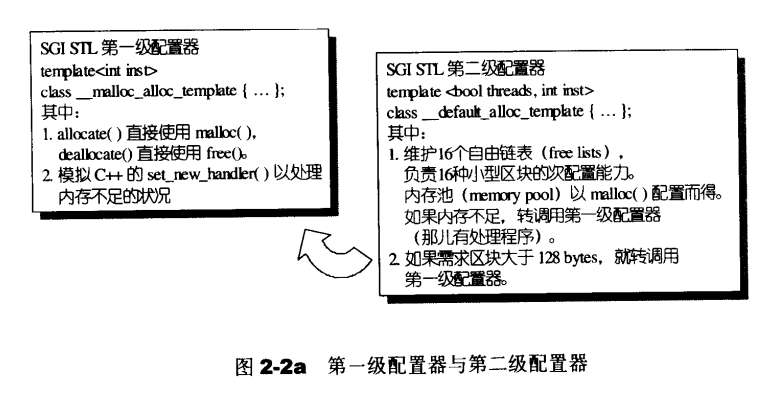 SGI STL 第一级配置器
template<int inst>
class __malloc_alloc_template { … };
其中：
1. allocate( ) 直接使用 malloc( ),
deallocate() 直接使用 free()。
2. 模拟 C++ 的 set_new_handler( ) 以处理
内存不足的状况
SGI STL 第二级配置器
template <bool threads, int inst>
class __default_alloc_template { … };
其中：
1. 维护16个自由链表（free lists），
负责16种小型区块的次配置能力。
内存池（memory pool）以 malloc( ) 配置而得。
如果内存不足，转调用第一级配置器
（那儿有处理程序）。
2. 如果需求区块大于 128 bytes，就转调用
第一级配置器。
图 2-2a 第一级配置器与第二级配置器